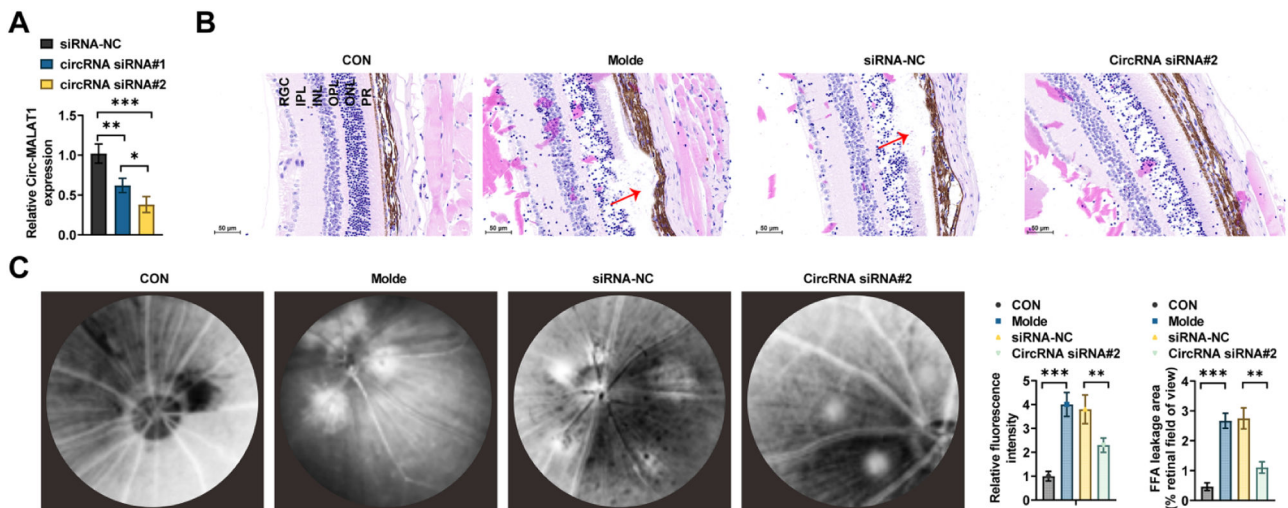 A
siRNA-NC
circRNA siRNA#1
circRNA siRNA#2
Relative Circ-MALAT1
expression
1.5
1.0
0.5
0.0
***
**
*
B
CON
Molde
siRNA-NC
CircRNA siRNA#2
RGC
IPL
INL
OPL
ONL
PR
50 μm
50 μm
50 μm
50 μm
C
CON
Molde
siRNA-NC
CircRNA siRNA#2
CON
Molde
siRNA-NC
CircRNA siRNA#2
Relative fluorescence
intensity
5
4
3
2
1
0
***
**
CON
Molde
siRNA-NC
CircRNA siRNA#2
FFA leakage area
(% retinal field of view)
4
3
2
1
0
***
**